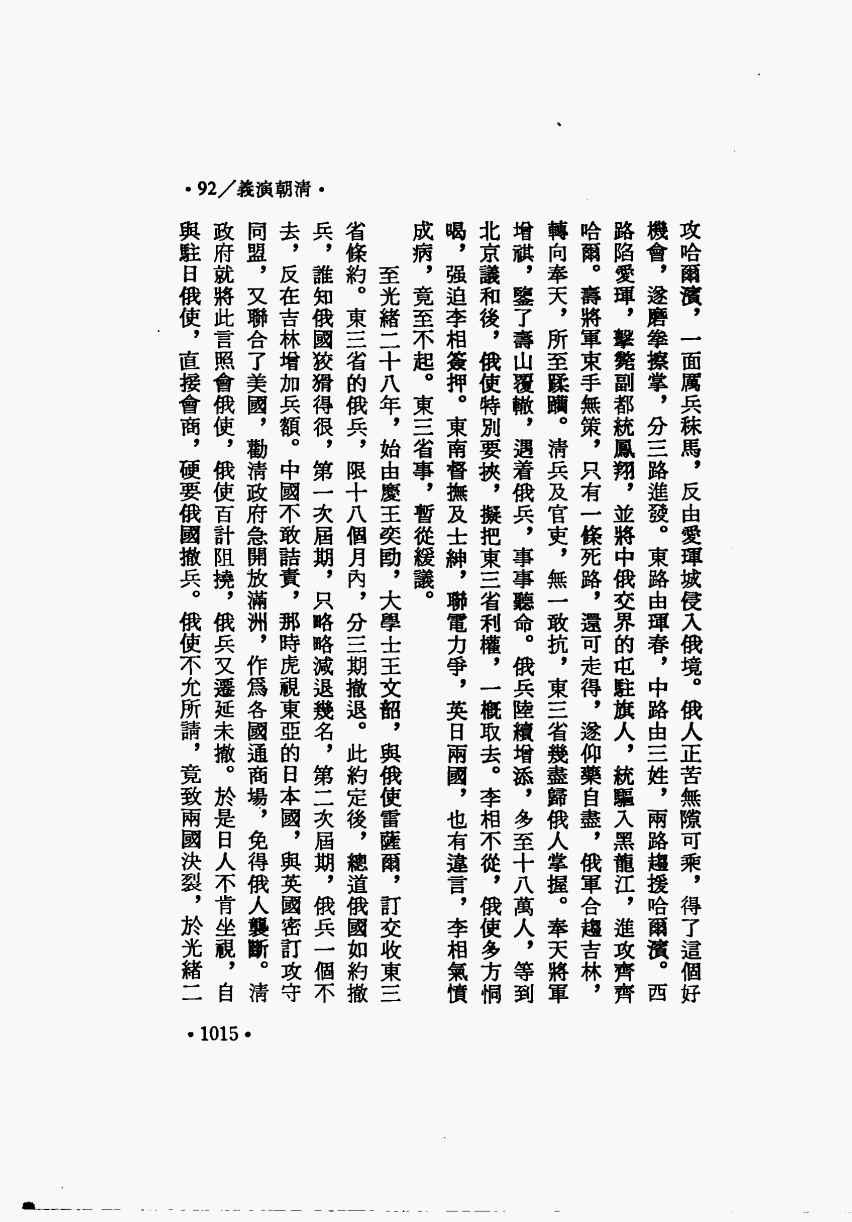 ·92／義演朝清·
攻哈爾濱，一面厲兵秣馬，反由愛琿城侵入俄境。俄人正苦無隙可乘，得了這個好
機會，遂磨拳擦掌，分三路進發。東路由琿春，中路由三姓，兩路趨援哈爾濱。西
路陷愛琿，擊斃副都統鳳翔，並將中俄交界的屯駐旗人，統驅入黑龍江，進攻齊齊
哈爾。壽將軍束手無策，只有一條死路，還可走得，遂仰藥自盡，俄軍合趨吉林，
轉向奉天，所至蹂躪。清兵及官吏，無一敢抗，東三省幾盡歸俄人掌握。奉天將軍
增祺，鑒了壽山覆轍，遇着俄兵，事事聽命。俄兵陸續增添，多至十八萬人，等到
北京議和後，俄使特別要挾，擬把東三省利權，一概取去。李相不從，俄使多方恫
喝，强迫李相簽押。東南督撫及士紳，聯電力爭，英日兩國，也有違言，李相氣憤
成病，竟至不起。東三省事，暫從緩議。
至光緒二十八年，始由慶王奕劻，大學士王文韶，與俄使雷薩爾，訂交收東三
省條約。東三省的俄兵，限十八個月內，分三期撤退。此約定後，總道俄國如約撤
兵，誰知俄國狡猾得很，第一次屆期，只略略減退幾名，第二次屆期，俄兵一個不
去，反在吉林增加兵額。中國不敢詰責，那時虎視東亞的日本國，與英國密訂攻守
同盟，又聯合了美國，勸清政府急開放滿洲，作爲各國通商場，免得俄人襲斷。清
政府就將此言照會俄使，俄使百計阻撓，俄兵又遷延未撤。於是日人不肯坐視，自
與駐日俄使，直接會商，硬要俄國撤兵。俄使不允所請，竟致兩國決裂，於光緒二
·1015·